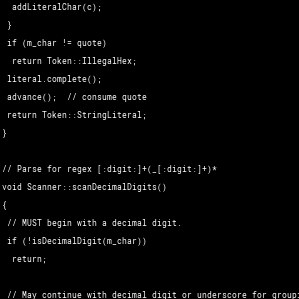 addLiteralChar(c);
}
if (m_char != quote)
return Token::IllegalHex;
literal.complete();
advance();  // consume quote
return Token::StringLiteral;
}
// Parse for regex [:digit:]+(_[:digit:]+)*
void Scanner::scanDecimalDigits()
{
// MUST begin with a decimal digit.
if (!isDecimalDigit(m_char))
return;
// May continue with decimal digit or underscore for groupi